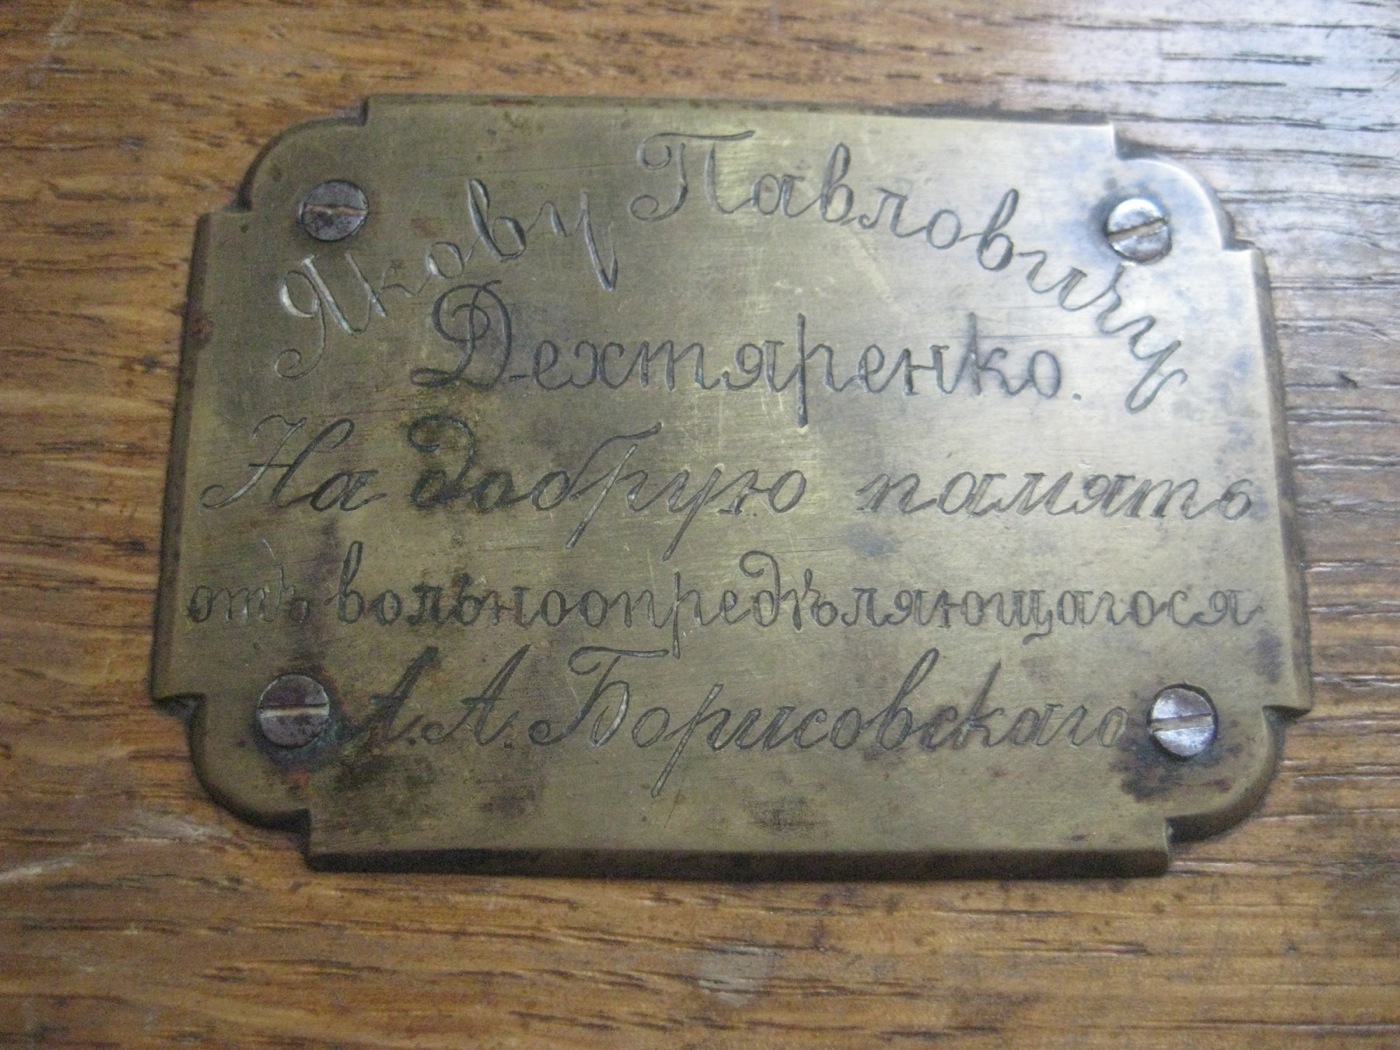 Якову Павловичу
Дехтяренко.
На добрую память
отъ вольноопредѣляющагося
А. А. Борисовскаго